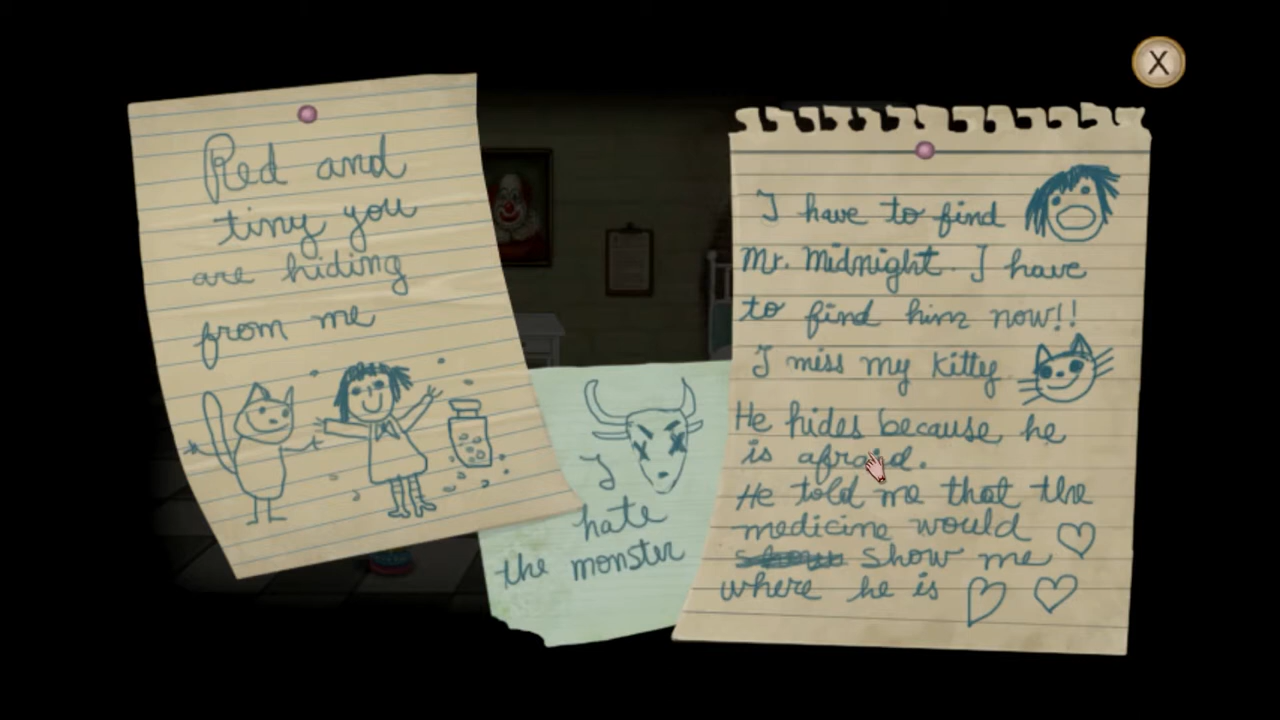 Red and
tiny you
are hiding
from me
I
hate
the monster
I have to find
Mr. Midnight. I have
to find him now!!
I miss my Kitty
He hides because he
is afraid.
He told me that the
medicine would
show me
where he is
X